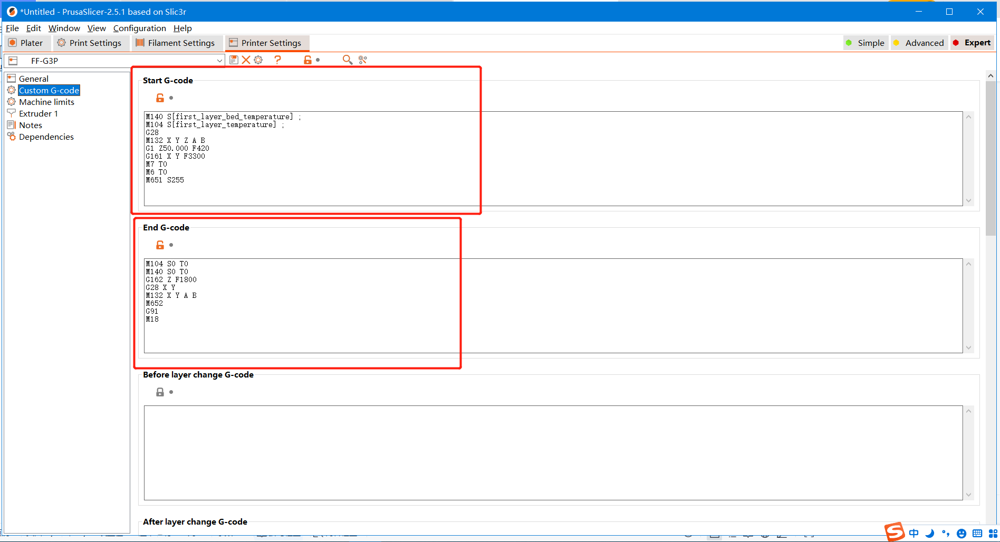 *Untitled - PrusaSlicer-2.5.1 based on Slic3r
File Edit Window View Configuration Help
Plater Print Settings Filament Settings Printer Settings Simple Advanced Expert
FF-G3P
General
Custom G-code
Machine limits
Extruder 1
Notes
Dependencies
Start G-code
M140 S[first_layer_bed_temperature] ;
M104 S[first_layer_temperature] ;
G28
M132 X Y Z A B
G1 Z50.000 F420
G161 X Y F3300
M7 T0
M6 T0
M651 S255
End G-code
M104 S0 T0
M140 S0 T0
G162 Z F1800
G28 X Y
M132 X Y A B
M652
G91
M18
Before layer change G-code
After layer change G-code
中